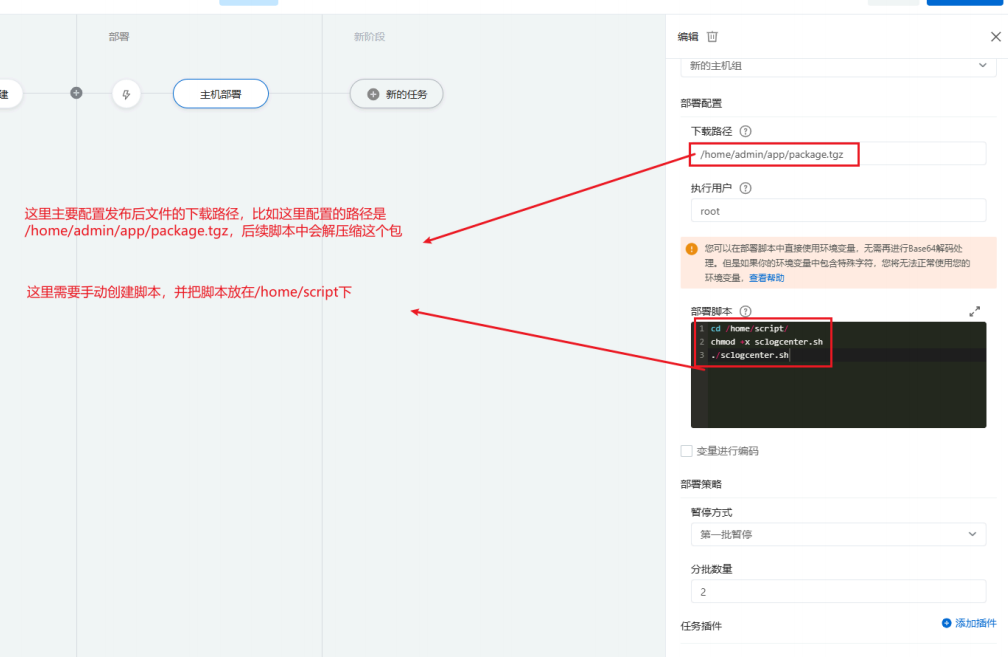 部署
新阶段
编辑
新的主机组
建
主机部署
新的任务
部署配置
下载路径
/home/admin/app/package.tgz
执行用户
root
这里主要配置发布后文件的下载路径，比如这里配置的路径是
/home/admin/app/package.tgz，后续脚本中会解压缩这个包
您可以在部署脚本中直接使用环境变量，无需再进行Base64解码处
理。但是如果你的环境变量中包含特殊字符，您将无法正常使用您的
环境变量，查看帮助
这里需要手动创建脚本，并把脚本放在/home/script下
部署脚本
1 cd /home/script/
2 chmod +x sclogcenter.sh
3 ./sclogcenter.sh
变量进行编码
部署策略
暂停方式
第一批暂停
分批数量
2
任务插件
添加插件